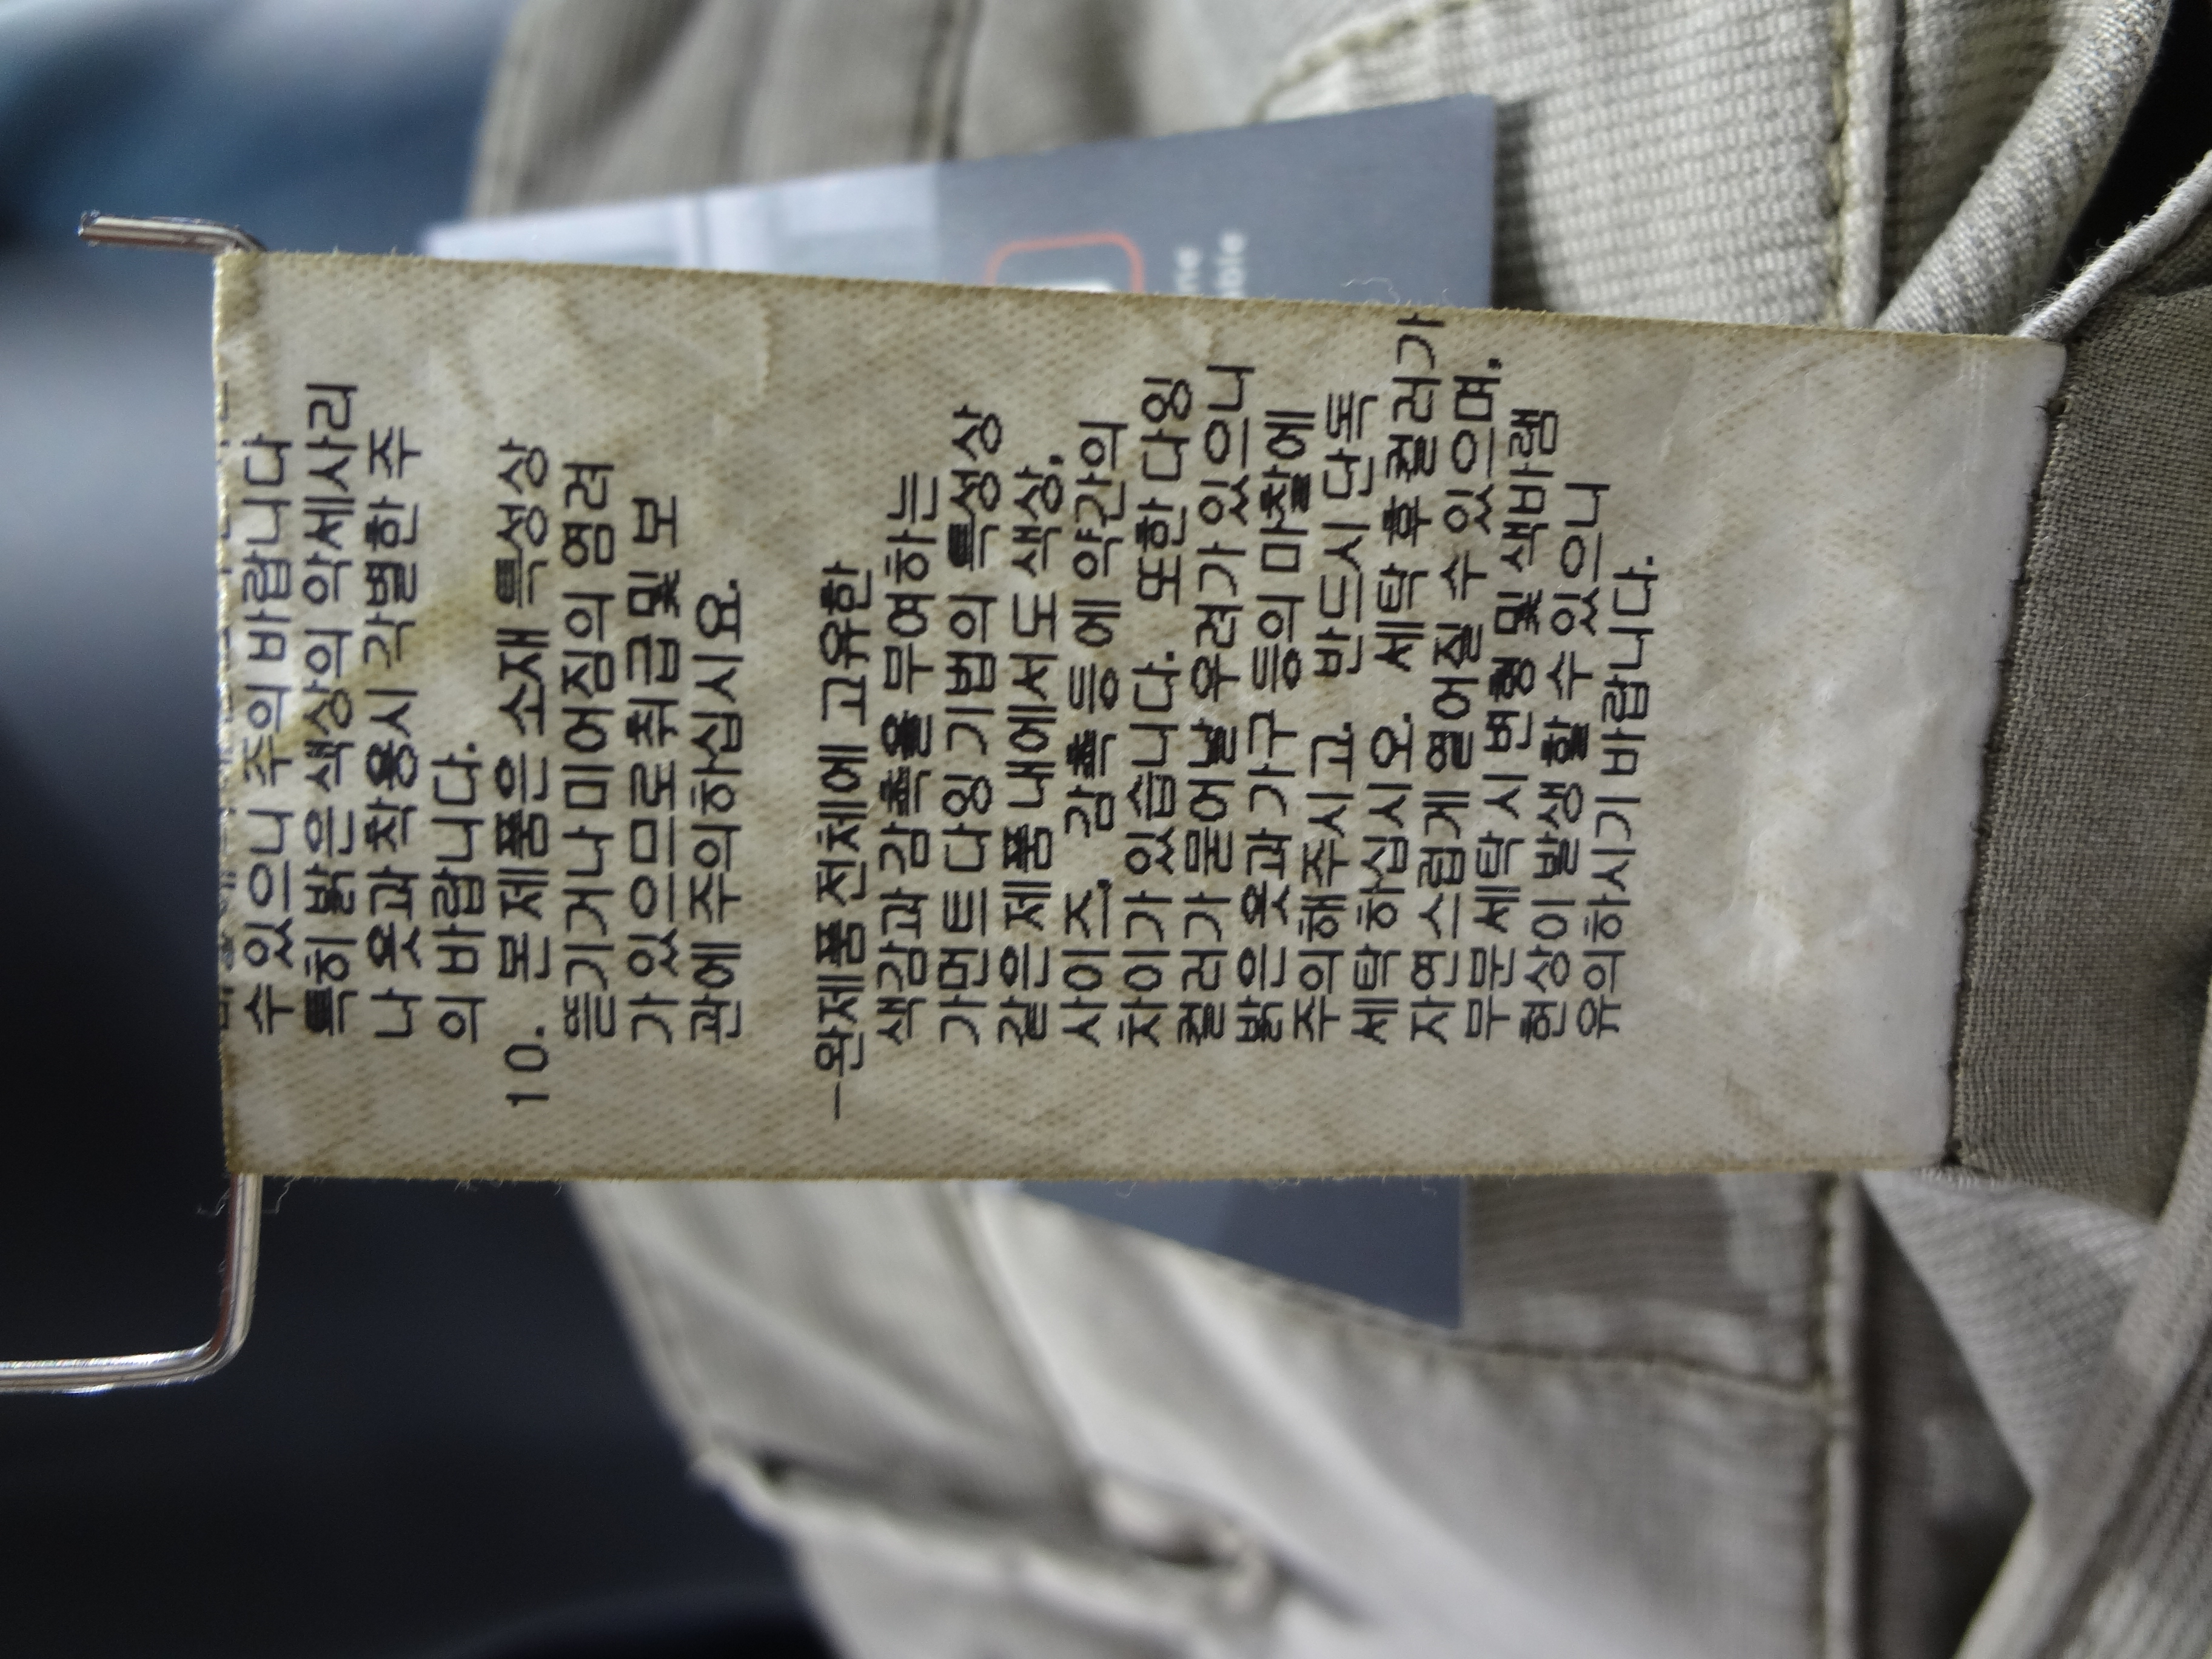 수 있으니 주의 바랍니다
특히 밝은 색상의 악세사리
나 옷과 착용시 각별한 주
의 바랍니다.
10. 본 제품은 소재 특성상
뜯기거나 미어짐의 염려
가 있으므로 취급 및 보
관에 주의하십시요.
-완제품 전체에 고유한
색감과 감촉을 부여하는
가먼트 다잉 기법의 특성상
같은 제품 내에서도 색상,
사이즈, 감촉 등에 약간의
차이가 있습니다. 또한 다잉
컬러가 묻어날 우려가 있으니
밝은 옷과 가구 등의 마찰에
주의해 주시고, 반드시 단독
세탁 하십시오. 세탁 후 컬러가
자연스럽게 옅어질 수 있으며,
부분 세탁 시 변형 및 색바램
현상이 발생할 수 있으니
유의하시기 바랍니다.